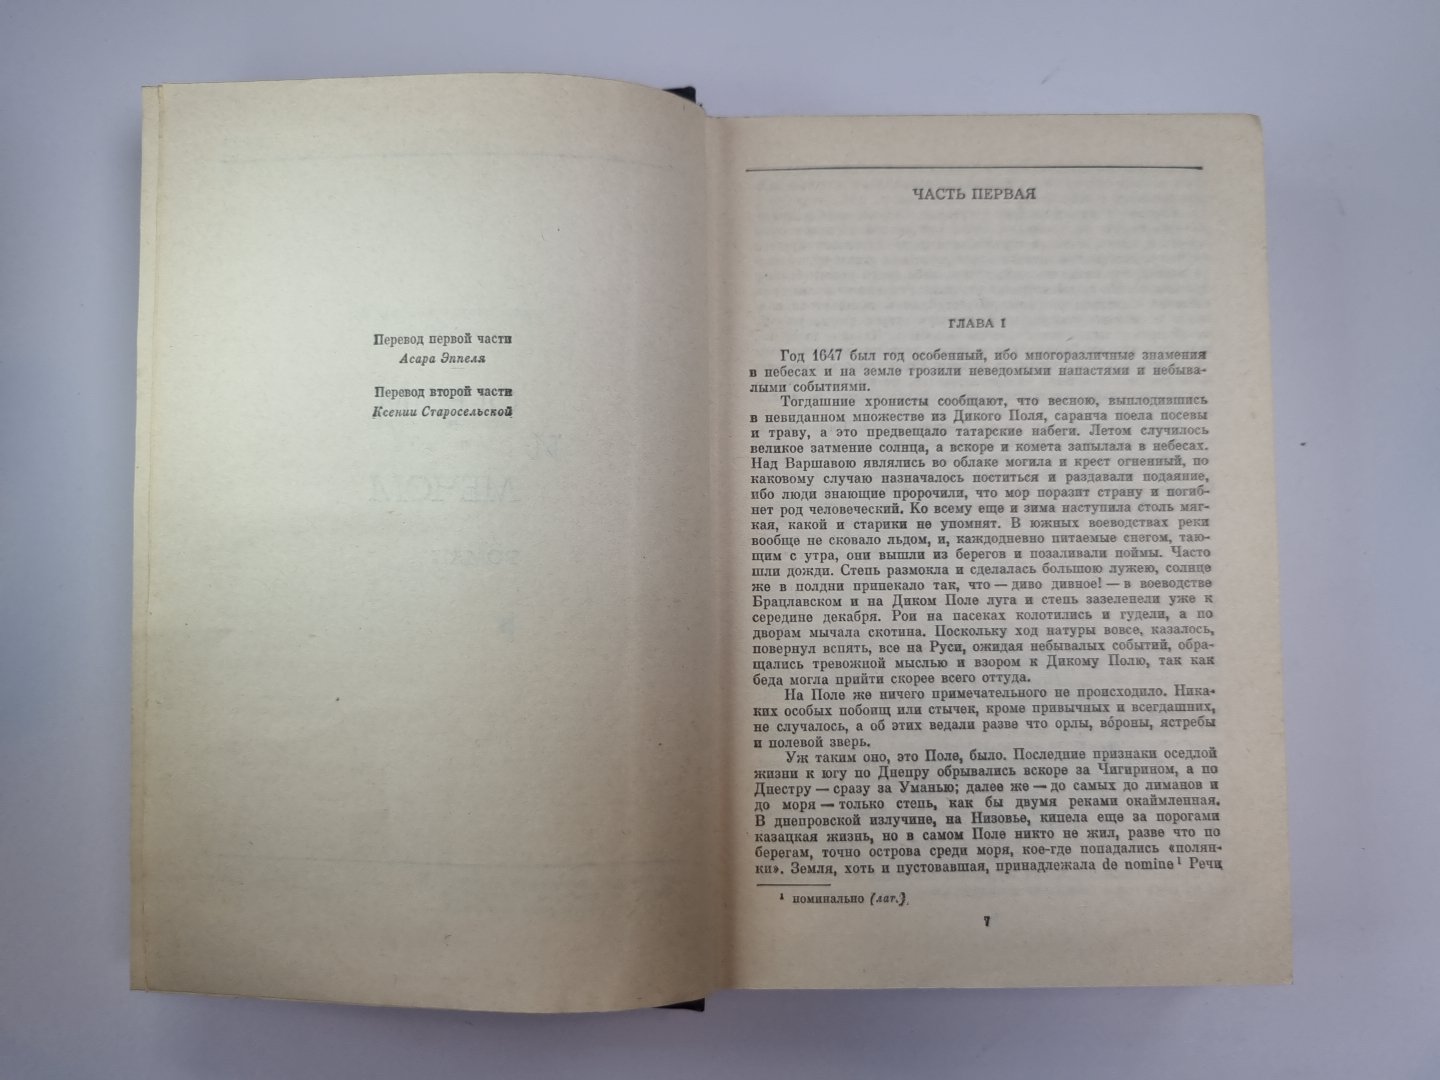 Перевод первой части
Асара Эппеля
Перевод второй части
Ксении Старосельской
ЧАСТЬ ПЕРВАЯ
ГЛАВА I
Год 1647 был год особенный, ибо многоразличные знамения
в небесах и на земле грозили неведомыми напастями и небыва-
лыми событиями.
Тогдашние хронисты сообщают, что весною, выплодившись
в невиданном множестве из Дикого Поля, саранча поела посевы
и траву, а это предвещало татарские набеги. Летом случилось
великое затмение солнца, а вскоре и комета запылала в небесах.
Над Варшавою являлись во облаке могила и крест огненный, по
каковому случаю назначалось поститься и раздавали подаяние,
ибо люди знающие пророчили, что мор поразит страну и погиб-
нет род человеческий. Ко всему еще и зима наступила столь мяг-
кая, какой и старики не упомнят. В южных воеводствах реки
вообще не сковало льдом, и, каждодневно питаемые снегом, таю-
щим с утра, они вышли из берегов и позаливали поймы. Часто
шли дожди. Степь размокла и сделалась большою лужею, солнце
же в полдни припекало так, что — диво дивное! — в воеводстве
Брацлавском и на Диком Поле луга и степь зазеленели уже к
середине декабря. Рои на пасеках колотились и гудели, а по
дворам мычала скотина. Поскольку ход натуры вовсе, казалось,
повернул вспять, все на Руси, ожидая небывалых событий, обра-
щались тревожной мыслью и взором к Дикому Полю, так как
беда могла прийти скорее всего оттуда.
На Поле же ничего примечательного не происходило. Ника-
ких особых побоищ или стычек, кроме привычных и всегдашних,
не случалось, а об этих ведали разве что орлы, во́роны, ястребы
и полевой зверь.
Уж таким оно, это Поле, было. Последние признаки оседлой
жизни к югу по Днепру обрывались вскоре за Чигирином, а по
Днестру — сразу за Уманью; далее же — до самых до лиманов и
до моря — только степь, как бы двумя реками окаймленная.
В днепровской излучине, на Низовье, кипела еще за порогами
казацкая жизнь, но в самом Поле никто не жил, разве что по
берегам, точно острова среди моря, кое-где попадались «полян-
ки». Земля, хоть и пустовавшая, принадлежала de nomine¹ Речи
¹ номинально (лат.).
7